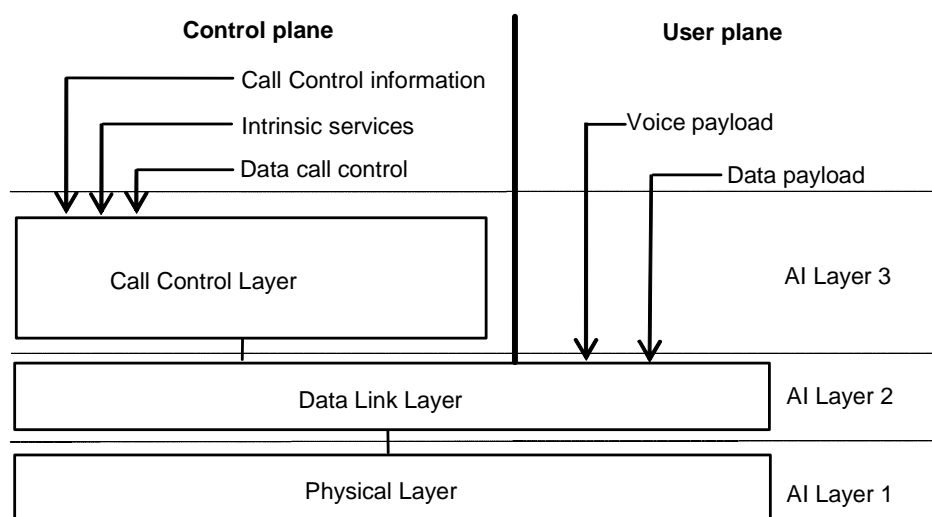 Control plane
User plane
Call Control information
Intrinsic services
Voice payload
Data call control
Data payload
Call Control Layer
AI Layer 3
Data Link Layer
AI Layer 2
Physical Layer
AI Layer 1